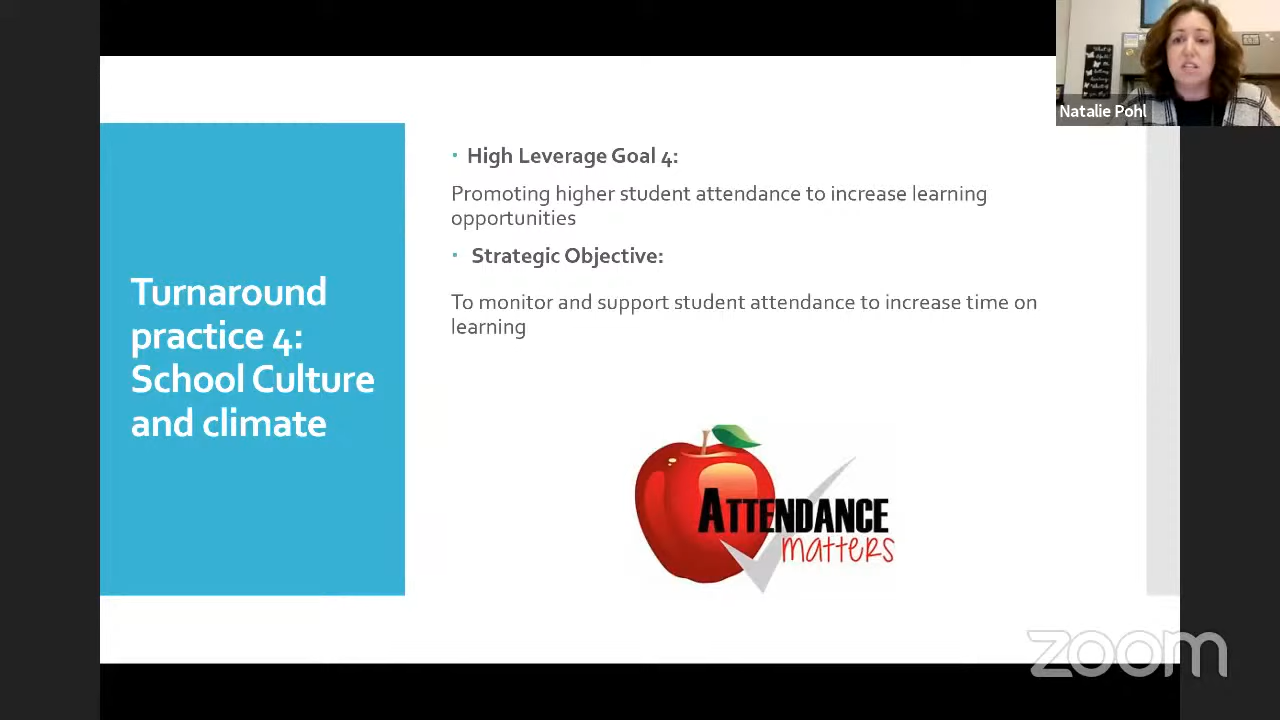 Natalie Pohl
Turnaround
practice 4:
School Culture
and climate
• High Leverage Goal 4:
Promoting higher student attendance to increase learning
opportunities
• Strategic Objective:
To monitor and support student attendance to increase time on
learning
ATTENDANCE
matters
zoom